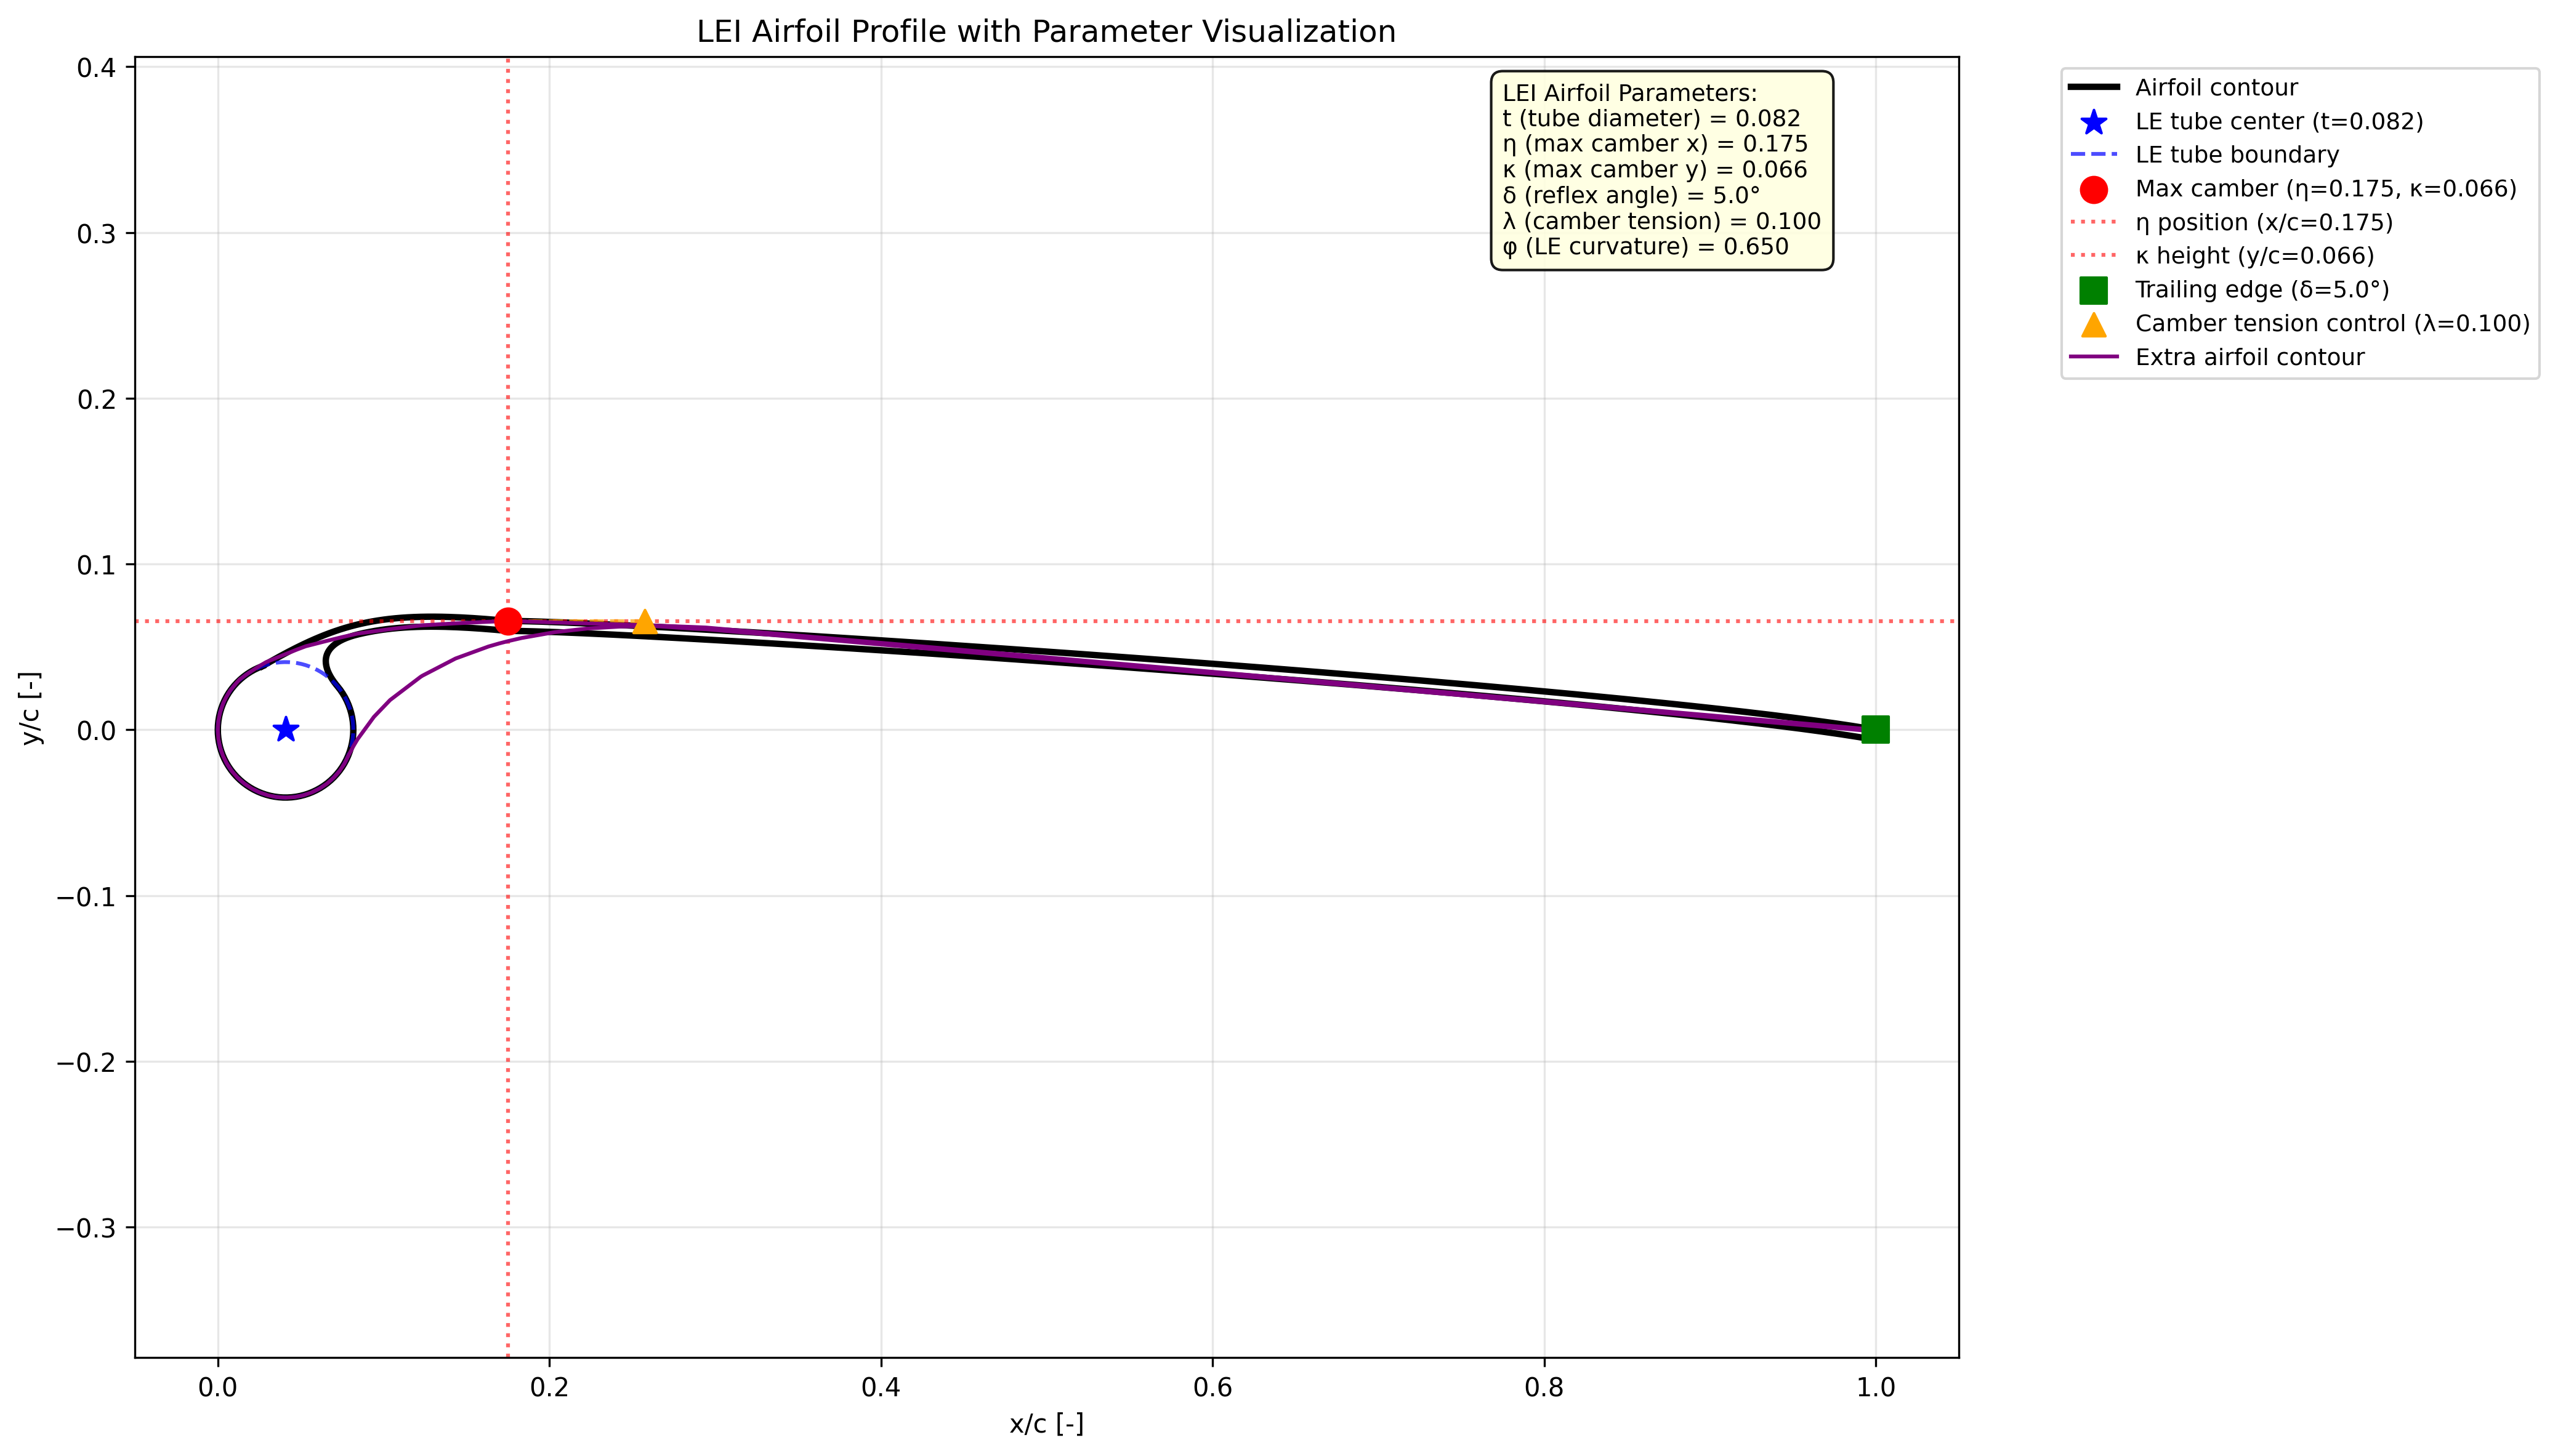 LEI Airfoil Profile with Parameter Visualization
LEI Airfoil Parameters:
t (tube diameter) = 0.082
η (max camber x) = 0.175
κ (max camber y) = 0.066
δ (reflex angle) = 5.0°
λ (camber tension) = 0.100
φ (LE curvature) = 0.650
Airfoil contour
LE tube center (t=0.082)
LE tube boundary
Max camber (η=0.175, κ=0.066)
η position (x/c=0.175)
κ height (y/c=0.066)
Trailing edge (δ=5.0°)
Camber tension control (λ=0.100)
Extra airfoil contour
0.4
0.3
0.2
0.1
0.0
−0.1
−0.2
−0.3
y/c [-]
0.0 0.2 0.4 0.6 0.8 1.0
x/c [-]